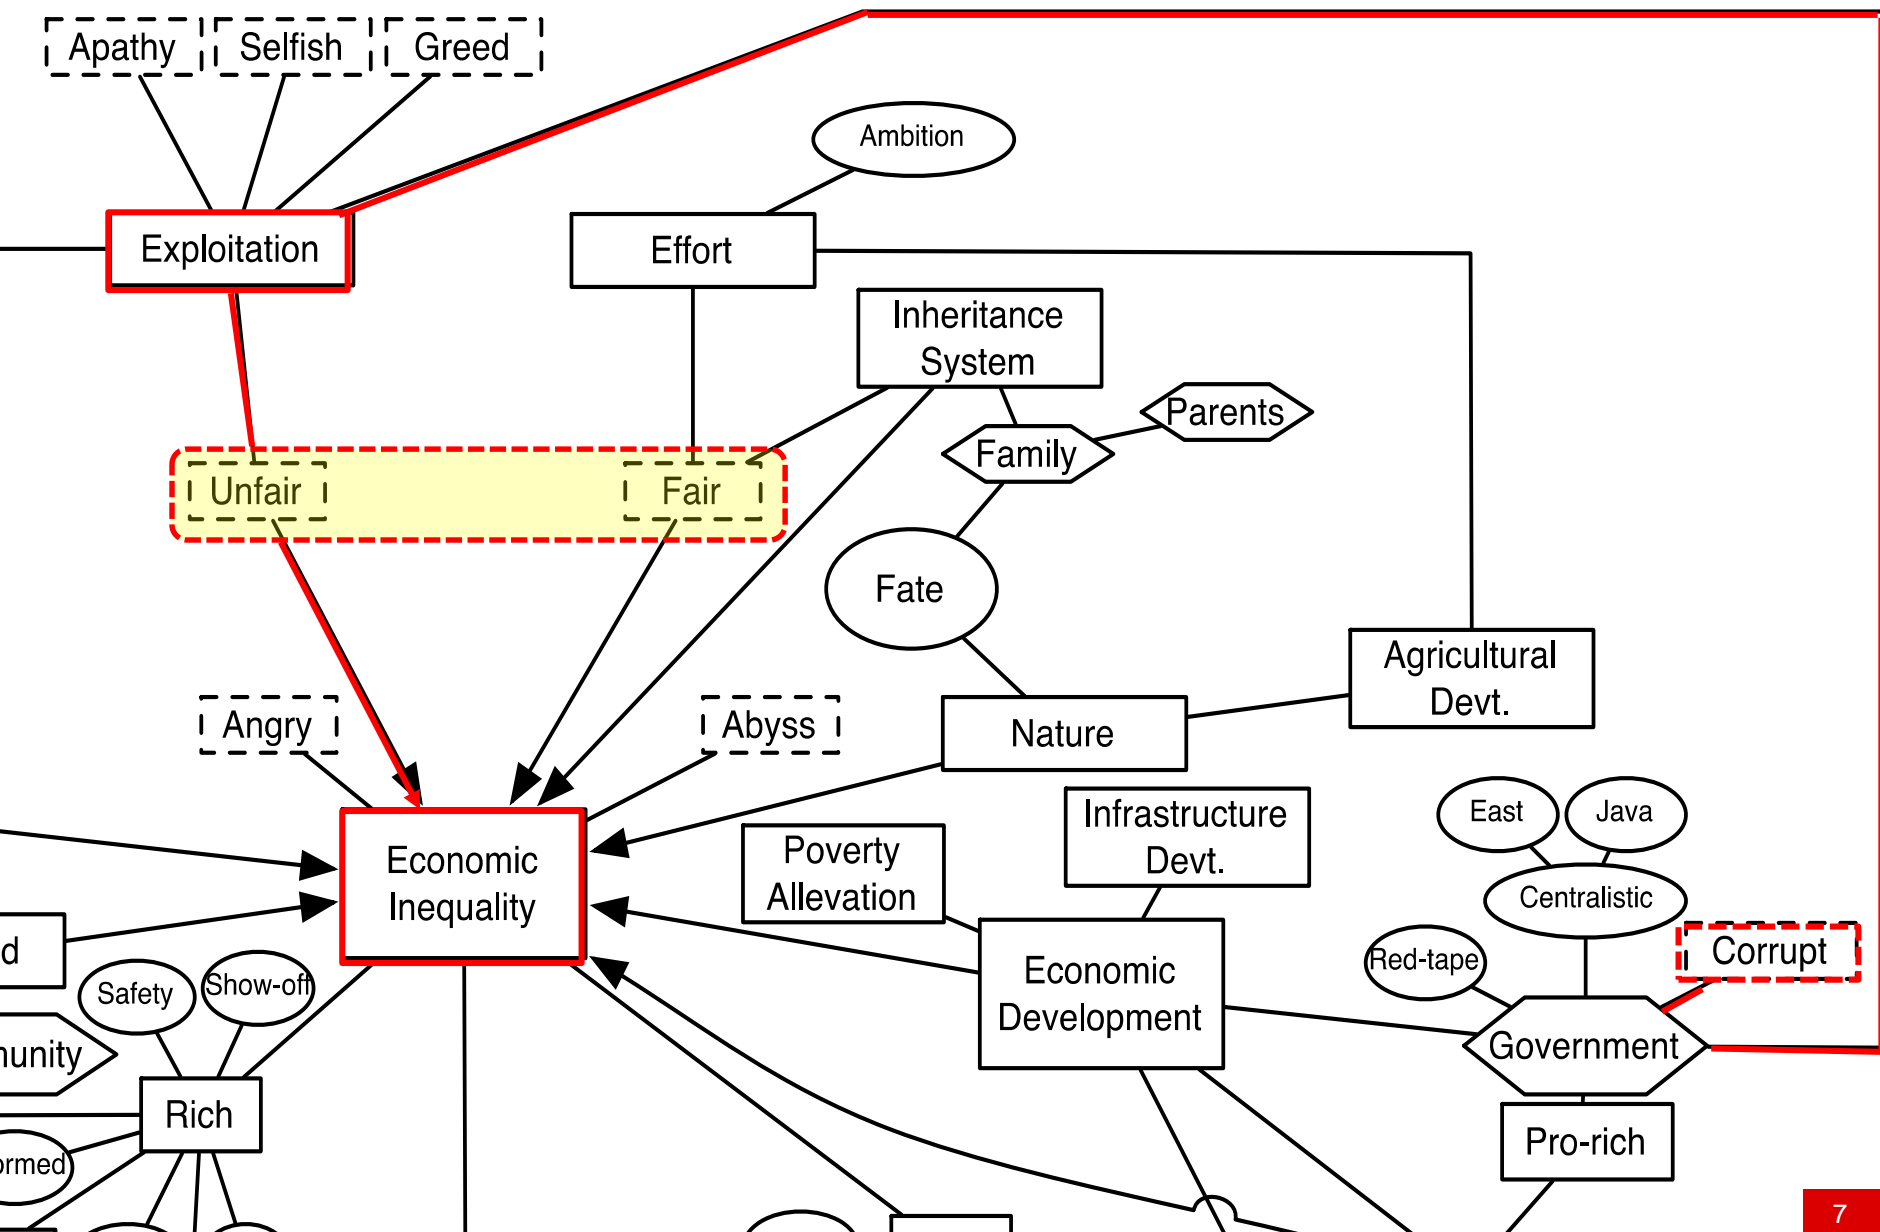 Apathy
Selfish
Greed
Ambition
Exploitation
Effort
Inheritance
System
Parents
Family
Unfair
Fair
Fate
Agricultural
Devt.
Angry
Abyss
Nature
East
Java
Infrastructure
Devt.
Poverty
Allevation
Economic
Inequality
Centralistic
Corrupt
Red-tape
d
Safety
Show-off
Economic
Development
Government
munity
Rich
Pro-rich
ormed
7